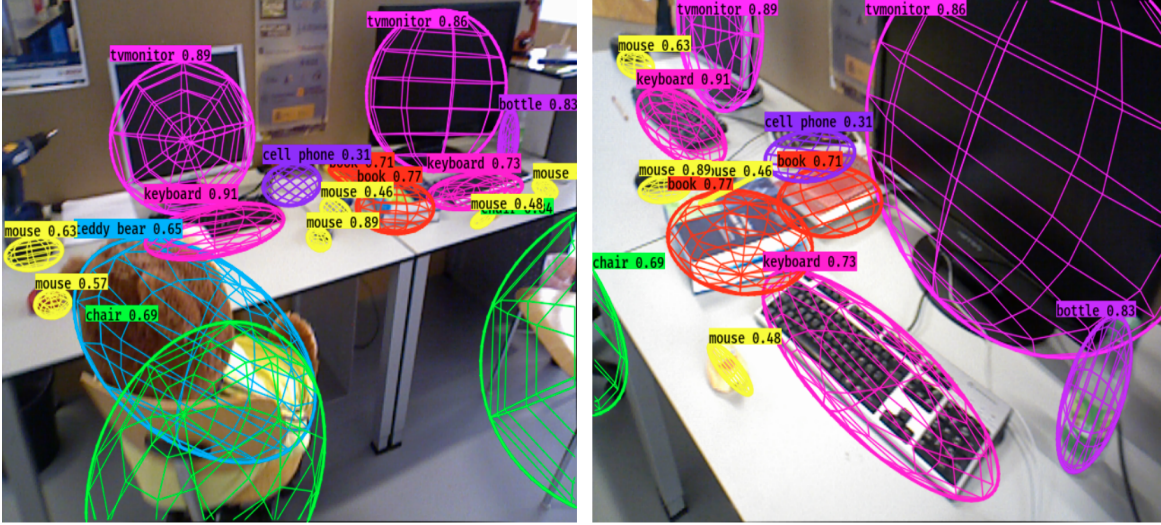 tvmonitor 0.86
tvmonitor 0.89
bottle 0.83
cell phone 0.31
book 0.71
book 0.77
keyboard 0.73
keyboard 0.91
mouse 0.46
mouse
mouse 0.48
mouse 0.89
mouse 0.63
teddy bear 0.65
mouse 0.57
chair 0.69
tvmonitor 0.89
tvmonitor 0.86
mouse 0.63
keyboard 0.91
cell phone 0.31
book 0.71
mouse 0.89
mouse 0.46
book 0.77
chair 0.69
keyboard 0.73
bottle 0.83
mouse 0.48